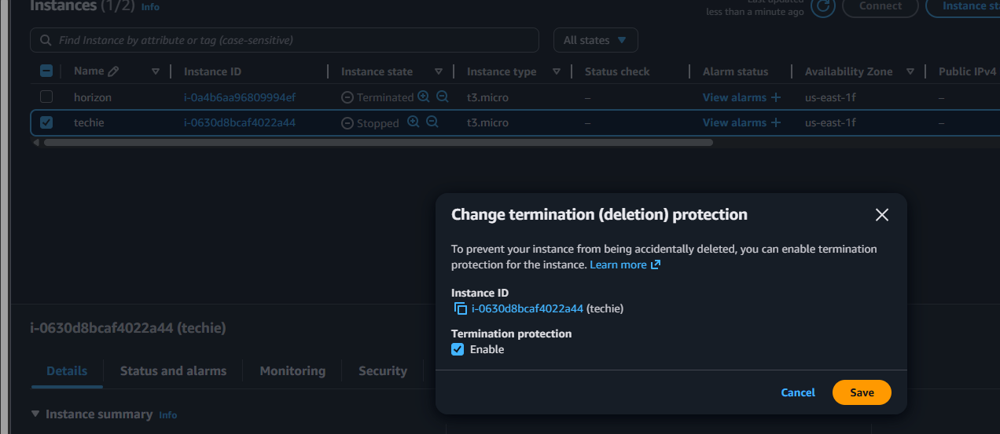 Instances (1/2) Info
Last updated
less than a minute ago
Connect
Instance st
Find Instance by attribute or tag (case-sensitive)
All states
Name
Instance ID
Instance state
Instance type
Status check
Alarm status
Availability Zone
Public IPv4
horizon
i-0a4b6aa96809994ef
Terminated
t3.micro
–
View alarms +
us-east-1f
–
techie
i-0630d8bcaf4022a44
Stopped
t3.micro
–
View alarms +
us-east-1f
–
Change termination (deletion) protection
To prevent your instance from being accidentally deleted, you can enable termination
protection for the instance. Learn more
Instance ID
i-0630d8bcaf4022a44 (techie)
Termination protection
Enable
Cancel
Save
i-0630d8bcaf4022a44 (techie)
Details
Status and alarms
Monitoring
Security
Instance summary Info